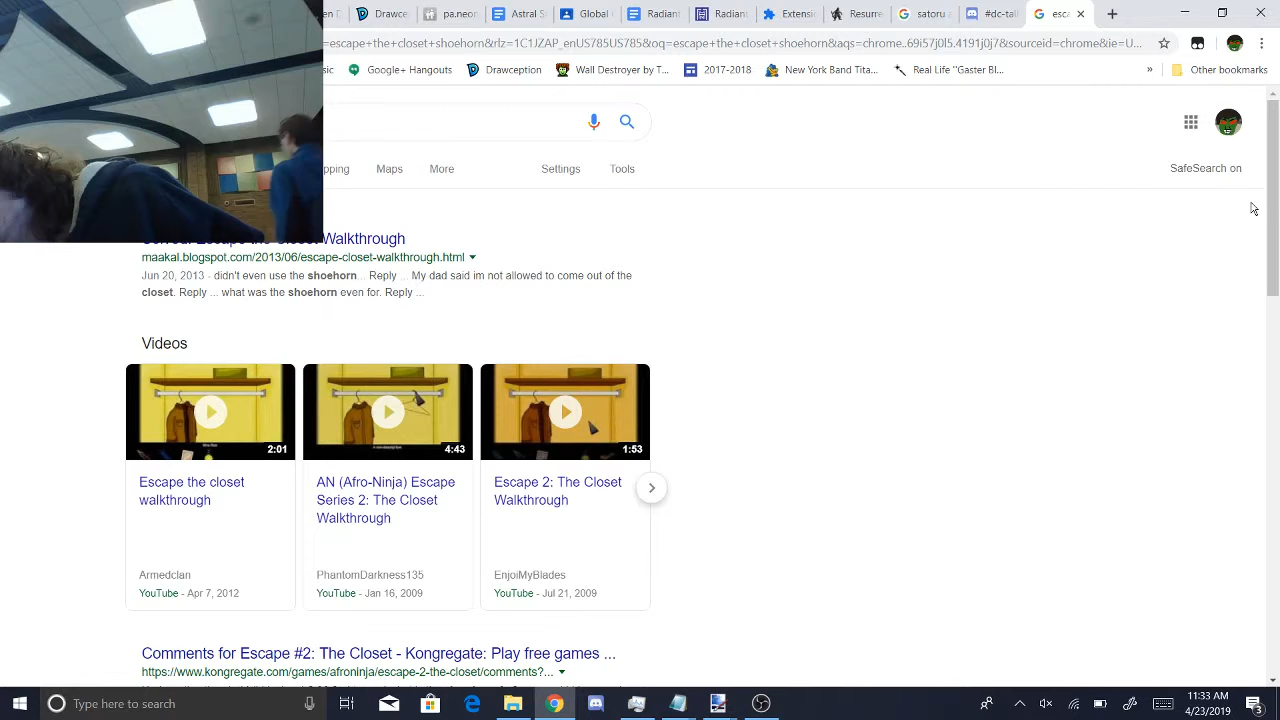 Drawce
pa.neon
Astral S
Global (
Radian
Radiant
Extensi
Resurre
satoru
#dc-tal
esc
escape+the+closet+shoehorn&rlz=1C1JZAP_enUS785US785&oq=escape+the+closet+shoehorn&aqs=chrome..69i57j0l5.4191j0j7&sourceid=chrome&ie=U...
sic
Google+ Hangouts
Drawception
Wall Destroyer by T...
2017-2018
New York Band Tita...
Real Life "Gaster Bl...
»
Other bookmarks
pping
Maps
More
Settings
Tools
SafeSearch on
Walkthrough
maakal.blogspot.com/2013/06/escape-closet-walkthrough.html
Jun 20, 2013 - didn't even use the shoehorn... Reply ... My dad said im not allowed to come out of the
closet. Reply ... what was the shoehorn even for. Reply ...
Videos
2:01
4:43
1:53
Escape the closet
walkthrough
Armedclan
YouTube - Apr 7, 2012
AN (Afro-Ninja) Escape
Series 2: The Closet
Walkthrough
PhantomDarkness135
YouTube - Jan 16, 2009
Escape 2: The Closet
Walkthrough
EnjoiMyBlades
YouTube - Jul 21, 2009
Comments for Escape #2: The Closet - Kongregate: Play free games ...
https://www.kongregate.com/games/afroninja/escape-2-the-closet/comments?...
Type here to search
11:33 AM
4/23/2019
3